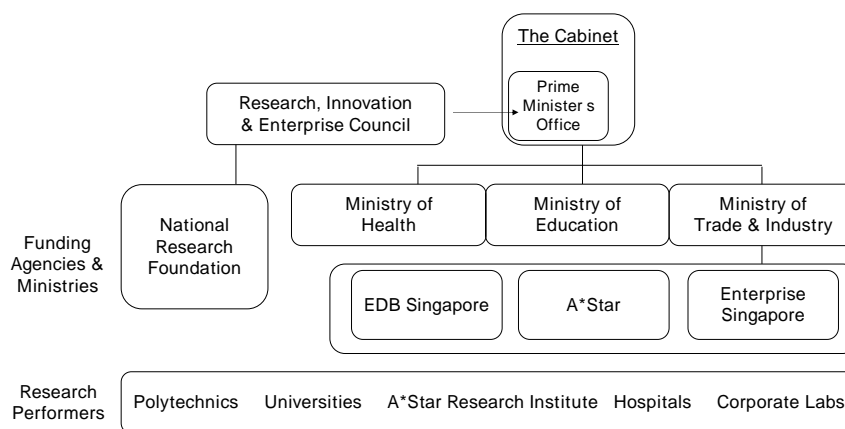 The Cabinet
Prime
Minister s
Office
Research, Innovation
& Enterprise Council
Ministry of
Health
Ministry of
Education
Ministry of
Trade & Industry
National
Research
Foundation
Funding
Agencies &
Ministries
EDB Singapore
A*Star
Enterprise
Singapore
Research
Performers
Polytechnics Universities A*Star Research Institute Hospitals Corporate Labs